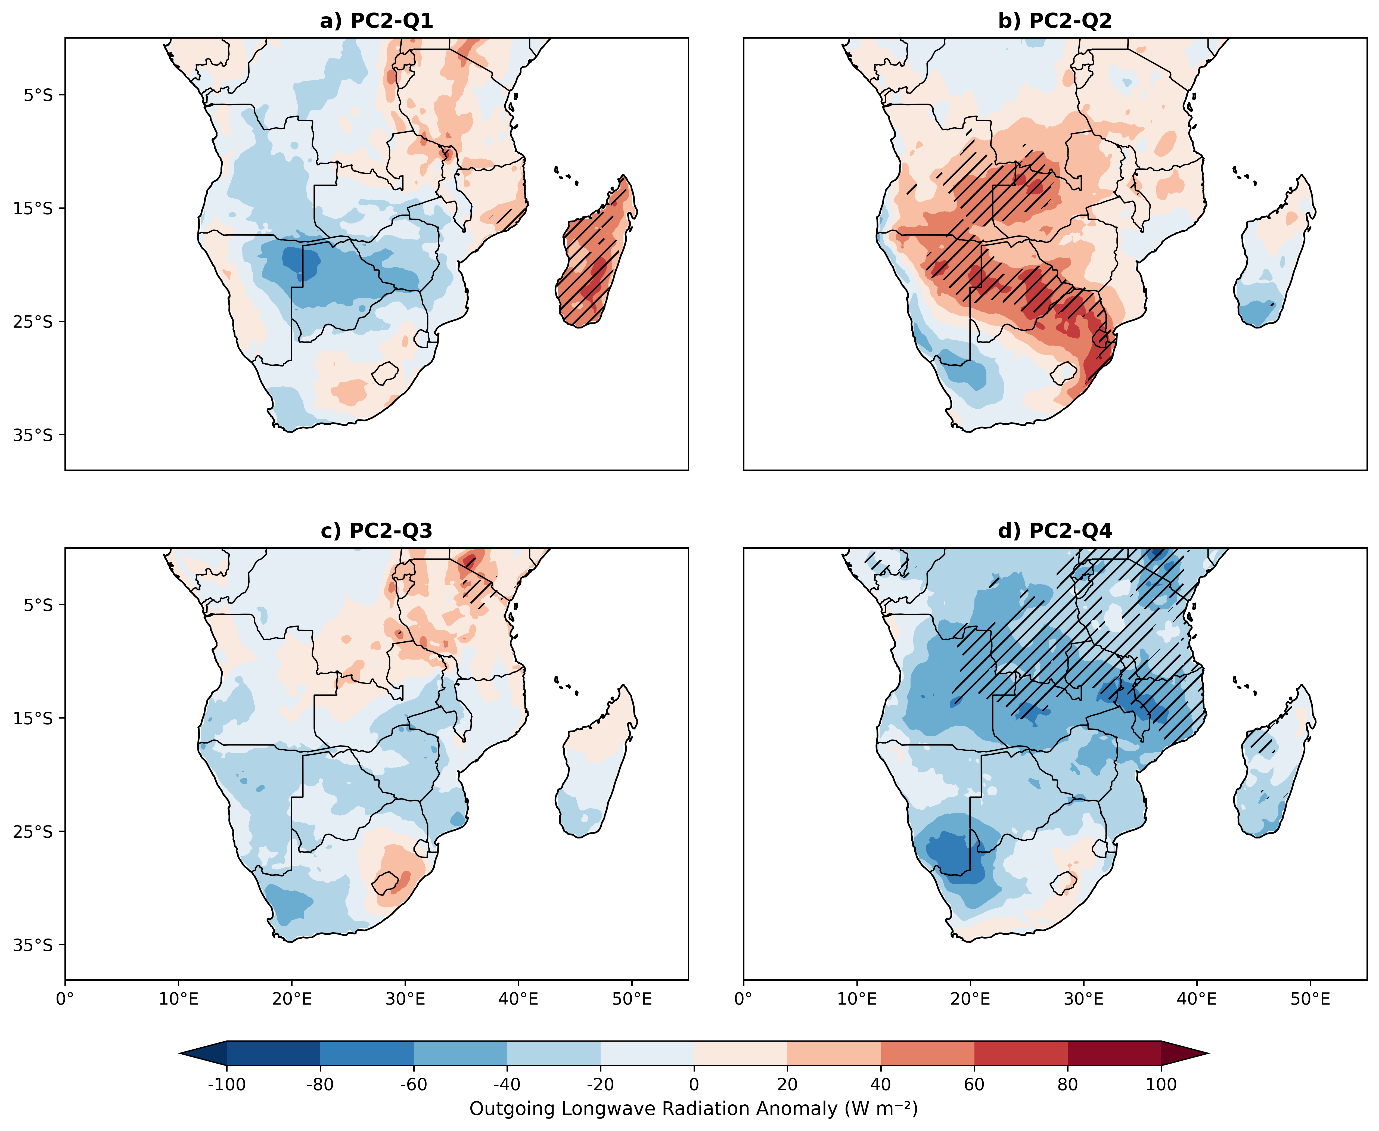 a) PC2-Q1
b) PC2-Q2
5°S
15°S
25°S
35°S
c) PC2-Q3
d) PC2-Q4
5°S
15°S
25°S
35°S
0° 10°E 20°E 30°E 40°E 50°E
0° 10°E 20°E 30°E 40°E 50°E
-100 -80 -60 -40 -20 0 20 40 60 80 100
Outgoing Longwave Radiation Anomaly (W m⁻²)